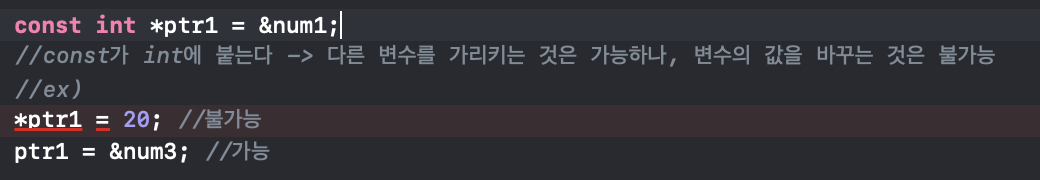 const int *ptr1 = &num1;
//const가 int에 붙는다 -> 다른 변수를 가리키는 것은 가능하나, 변수의 값을 바꾸는 것은 불가능
//ex)
*ptr1 = 20; //불가능
ptr1 = &num3; //가능